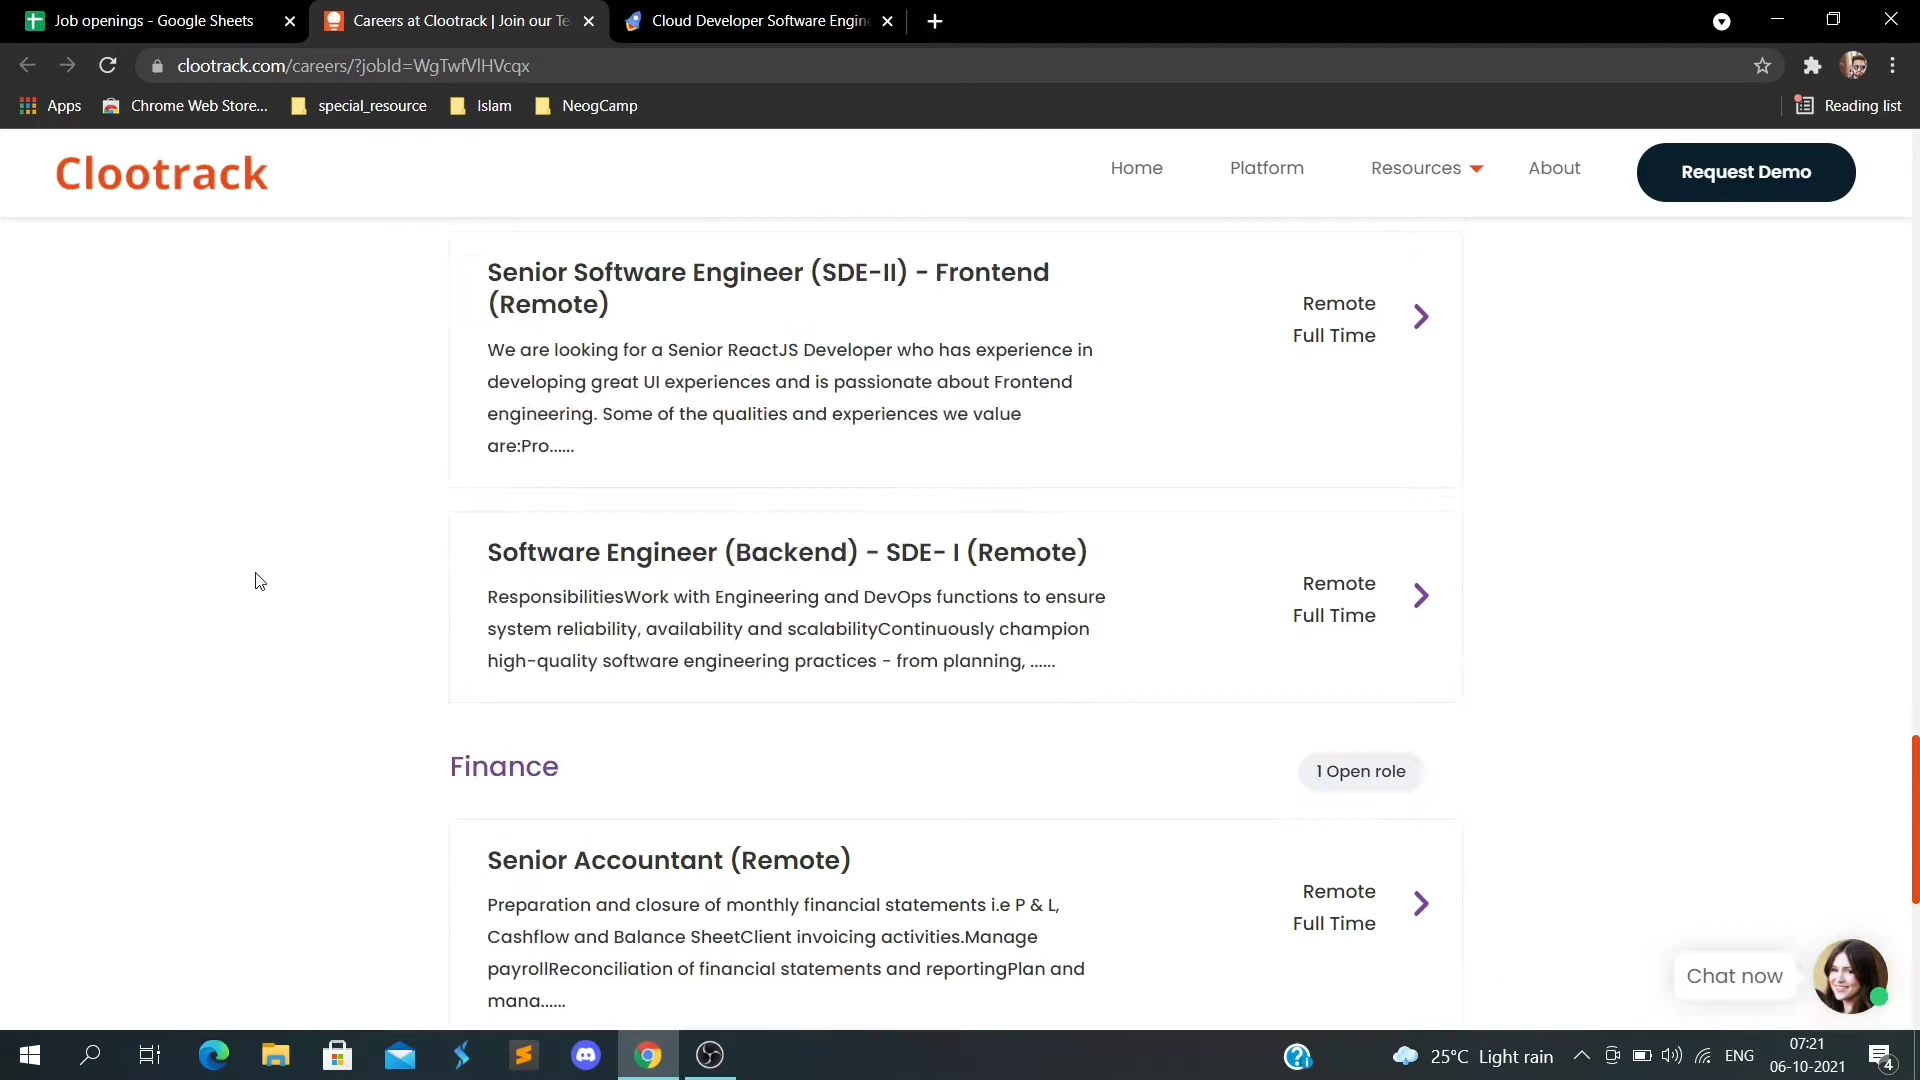 Job openings - Google Sheets
Careers at Clootrack | Join our Te
Cloud Developer Software Engin
clootrack.com/careers/?jobId=WgTwfVlHVcqx
Apps
Chrome Web Store...
special_resource
Islam
NeogCamp
Reading list
Clootrack
Home
Platform
Resources
About
Request Demo
Senior Software Engineer (SDE-II) - Frontend
(Remote)
Remote
Full Time
We are looking for a Senior ReactJS Developer who has experience in
developing great UI experiences and is passionate about Frontend
engineering. Some of the qualities and experiences we value
are:Pro......
Software Engineer (Backend) - SDE- I (Remote)
Remote
Full Time
ResponsibilitiesWork with Engineering and DevOps functions to ensure
system reliability, availability and scalabilityContinuously champion
high-quality software engineering practices - from planning, ......
Finance
1 Open role
Senior Accountant (Remote)
Remote
Full Time
Preparation and closure of monthly financial statements i.e P & L,
Cashflow and Balance SheetClient invoicing activities.Manage
payrollReconciliation of financial statements and reportingPlan and
mana......
Chat now
25°C Light rain
ENG
07:21
06-10-2021
4